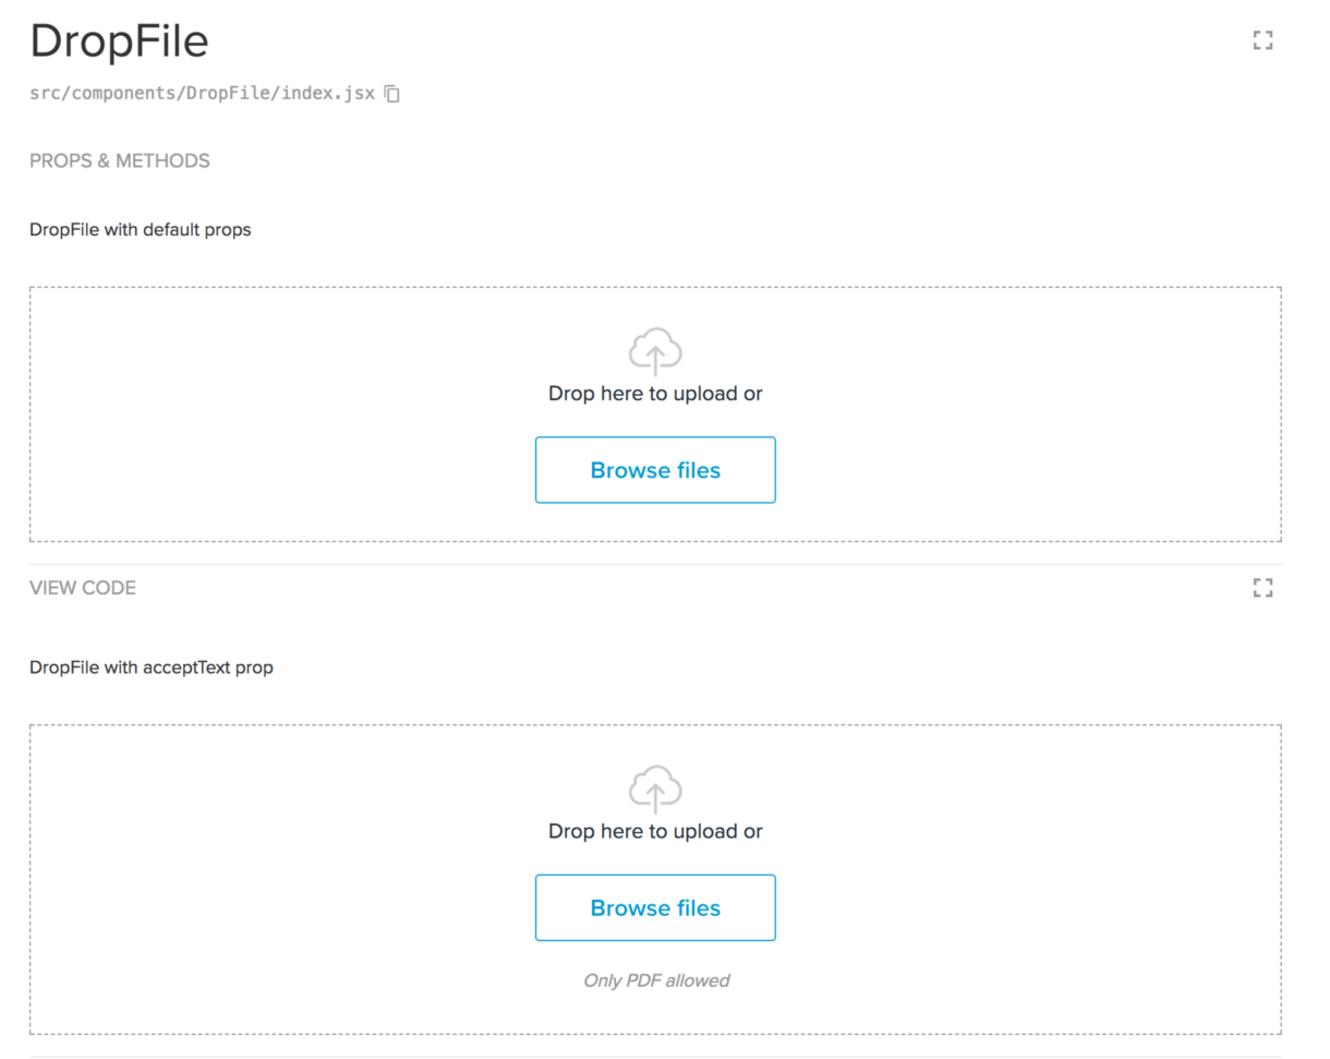 DropFile
src/components/DropFile/index.jsx
PROPS & METHODS
DropFile with default props
Drop here to upload or
Browse files
VIEW CODE
DropFile with acceptText prop
Drop here to upload or
Browse files
Only PDF allowed